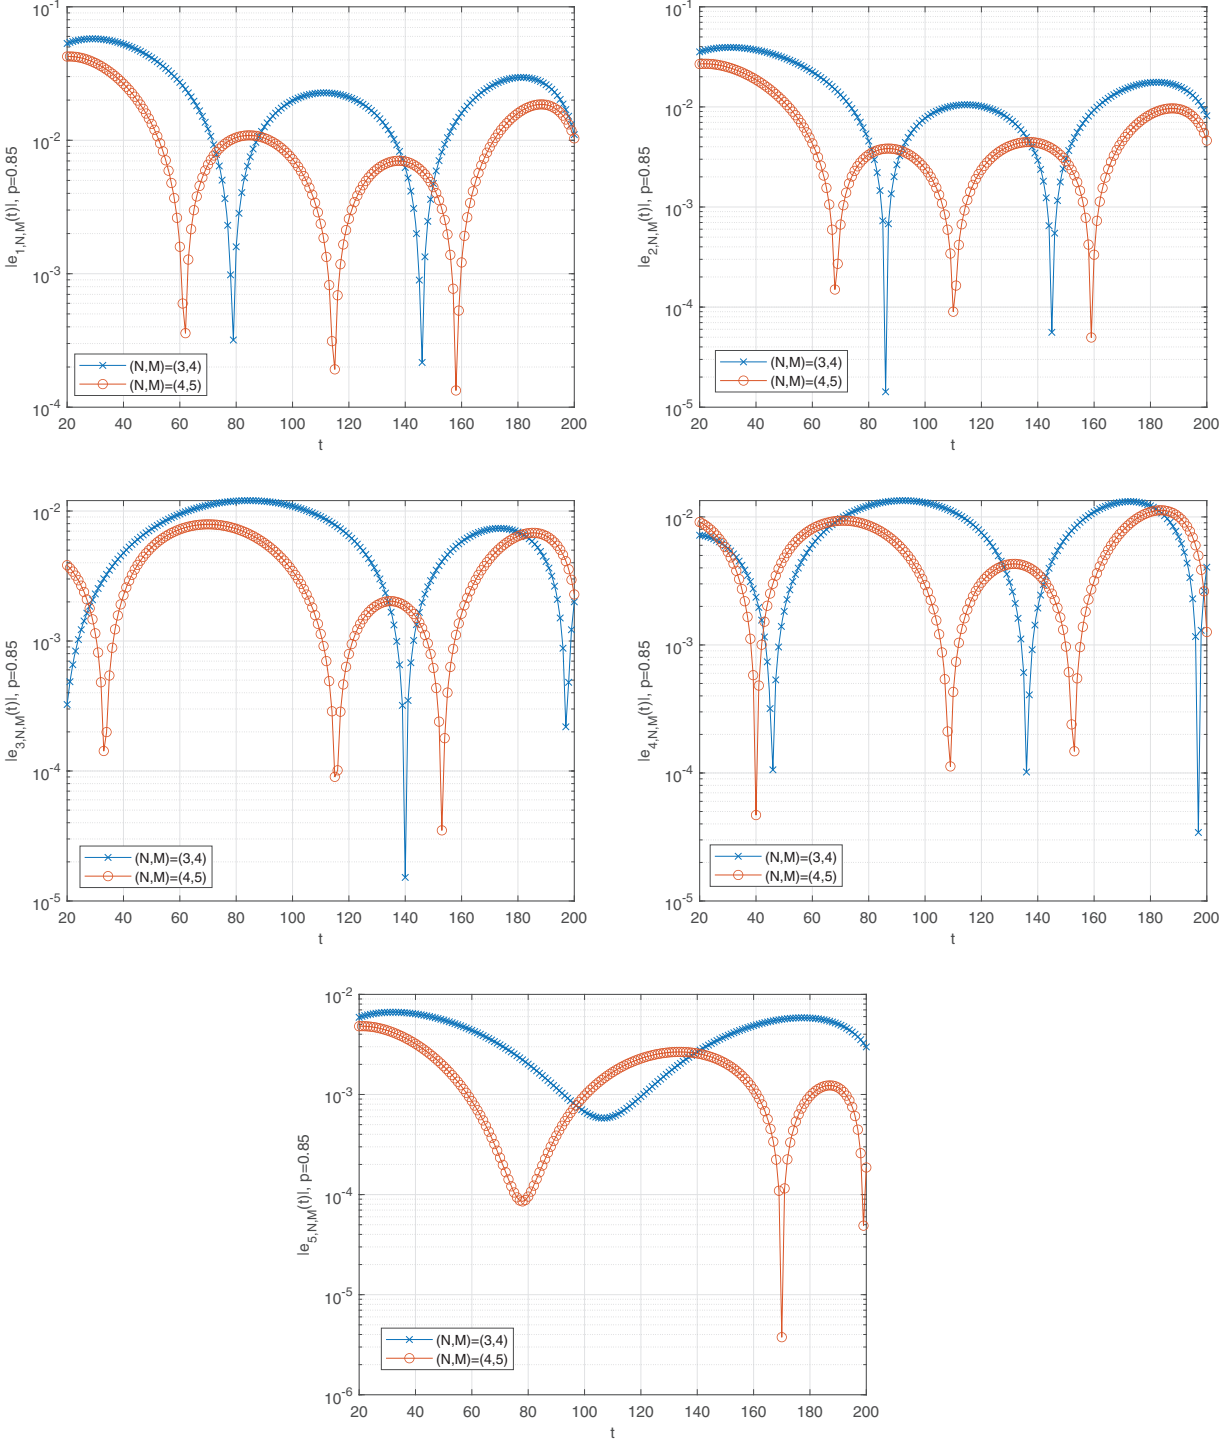 10^-1
10^-2
10^-3
10^-4
|e_{1,N,M}(t)|, p=0.85
(N,M)=(3,4)
(N,M)=(4,5)
20 40 60 80 100 120 140 160 180 200
t
10^-1
10^-2
10^-3
10^-4
10^-5
|e_{2,N,M}(t)|, p=0.85
(N,M)=(3,4)
(N,M)=(4,5)
20 40 60 80 100 120 140 160 180 200
t
10^-2
10^-3
10^-4
10^-5
|e_{3,N,M}(t)|, p=0.85
(N,M)=(3,4)
(N,M)=(4,5)
20 40 60 80 100 120 140 160 180 200
t
10^-2
10^-3
10^-4
10^-5
|e_{4,N,M}(t)|, p=0.85
(N,M)=(3,4)
(N,M)=(4,5)
20 40 60 80 100 120 140 160 180 200
t
10^-2
10^-3
10^-4
10^-5
10^-6
|e_{5,N,M}(t)|, p=0.85
(N,M)=(3,4)
(N,M)=(4,5)
20 40 60 80 100 120 140 160 180 200
t